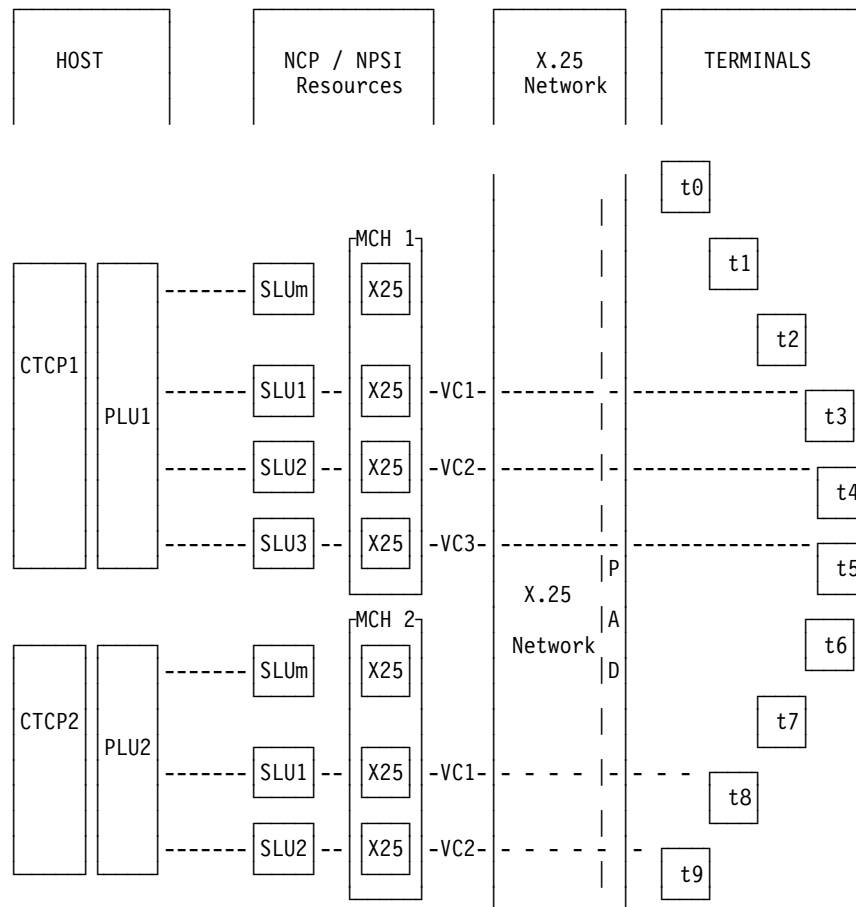 HOST NCP / NPSI X.25 TERMINALS
Resources Network
t0
MCH 1
t1
SLUm X25
t2
CTCP1
SLU1 X25 VC1
PLU1 t3
SLU2 X25 VC2
t4
SLU3 X25 VC3
t5
P
X.25
MCH 2 A
t6
Network
SLUm X25 D
CTCP2 t7
PLU2
SLU1 X25 VC1
t8
SLU2 X25 VC2
t9